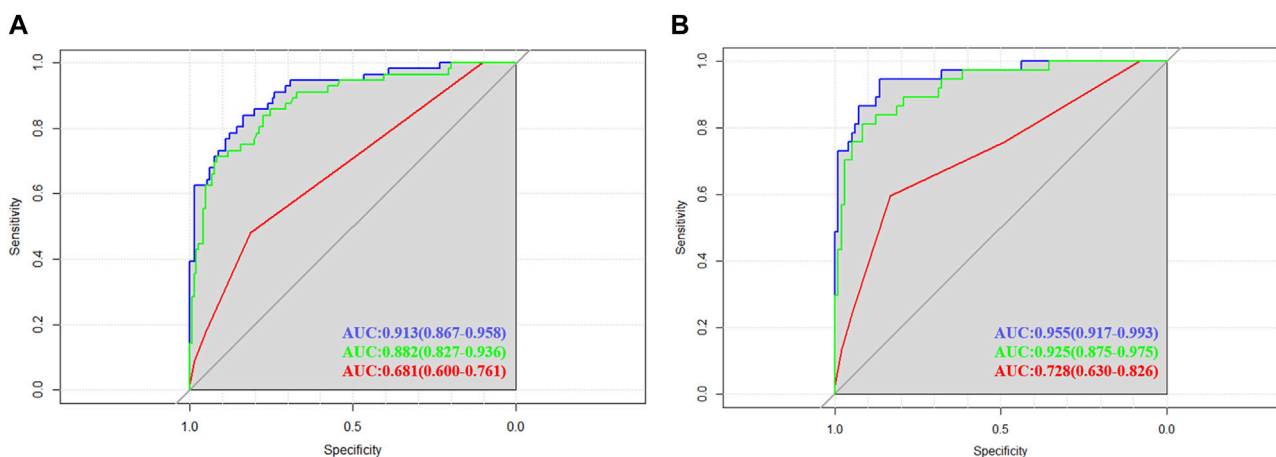 A
1.0
0.8
0.6
0.4
0.2
0.0
Sensitivity
AUC:0.913(0.867-0.958)
AUC:0.882(0.827-0.936)
AUC:0.681(0.600-0.761)
1.0 0.5 0.0
Specificity
B
1.0
0.8
0.6
0.4
0.2
0.0
Sensitivity
AUC:0.955(0.917-0.993)
AUC:0.925(0.875-0.975)
AUC:0.728(0.630-0.826)
1.0 0.5 0.0
Specificity